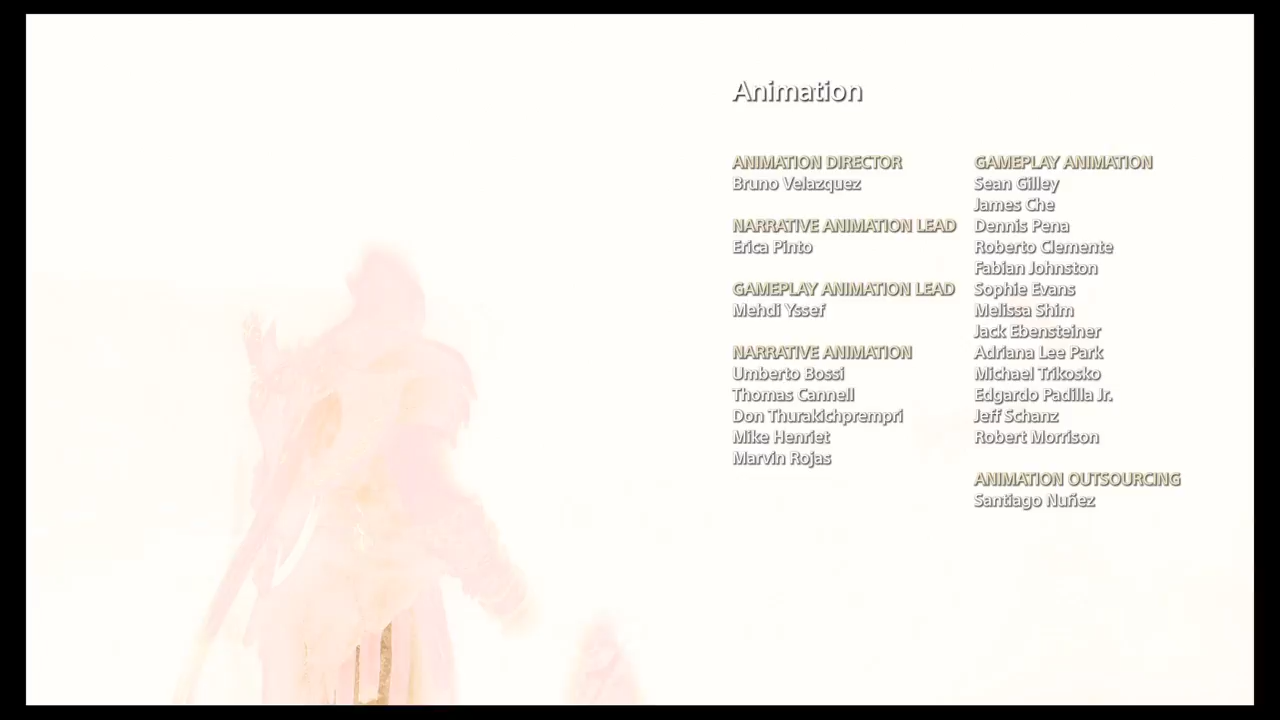 Animation
ANIMATION DIRECTOR
Bruno Velazquez
NARRATIVE ANIMATION LEAD
Erica Pinto
GAMEPLAY ANIMATION LEAD
Mehdi Yssef
NARRATIVE ANIMATION
Umberto Bossi
Thomas Cannell
Don Thurakichprempri
Mike Henriet
Marvin Rojas
GAMEPLAY ANIMATION
Sean Gilley
James Che
Dennis Pena
Roberto Clemente
Fabian Johnston
Sophie Evans
Melissa Shim
Jack Ebensteiner
Adriana Lee Park
Michael Trikosko
Edgardo Padilla Jr.
Jeff Schanz
Robert Morrison
ANIMATION OUTSOURCING
Santiago Nuñez